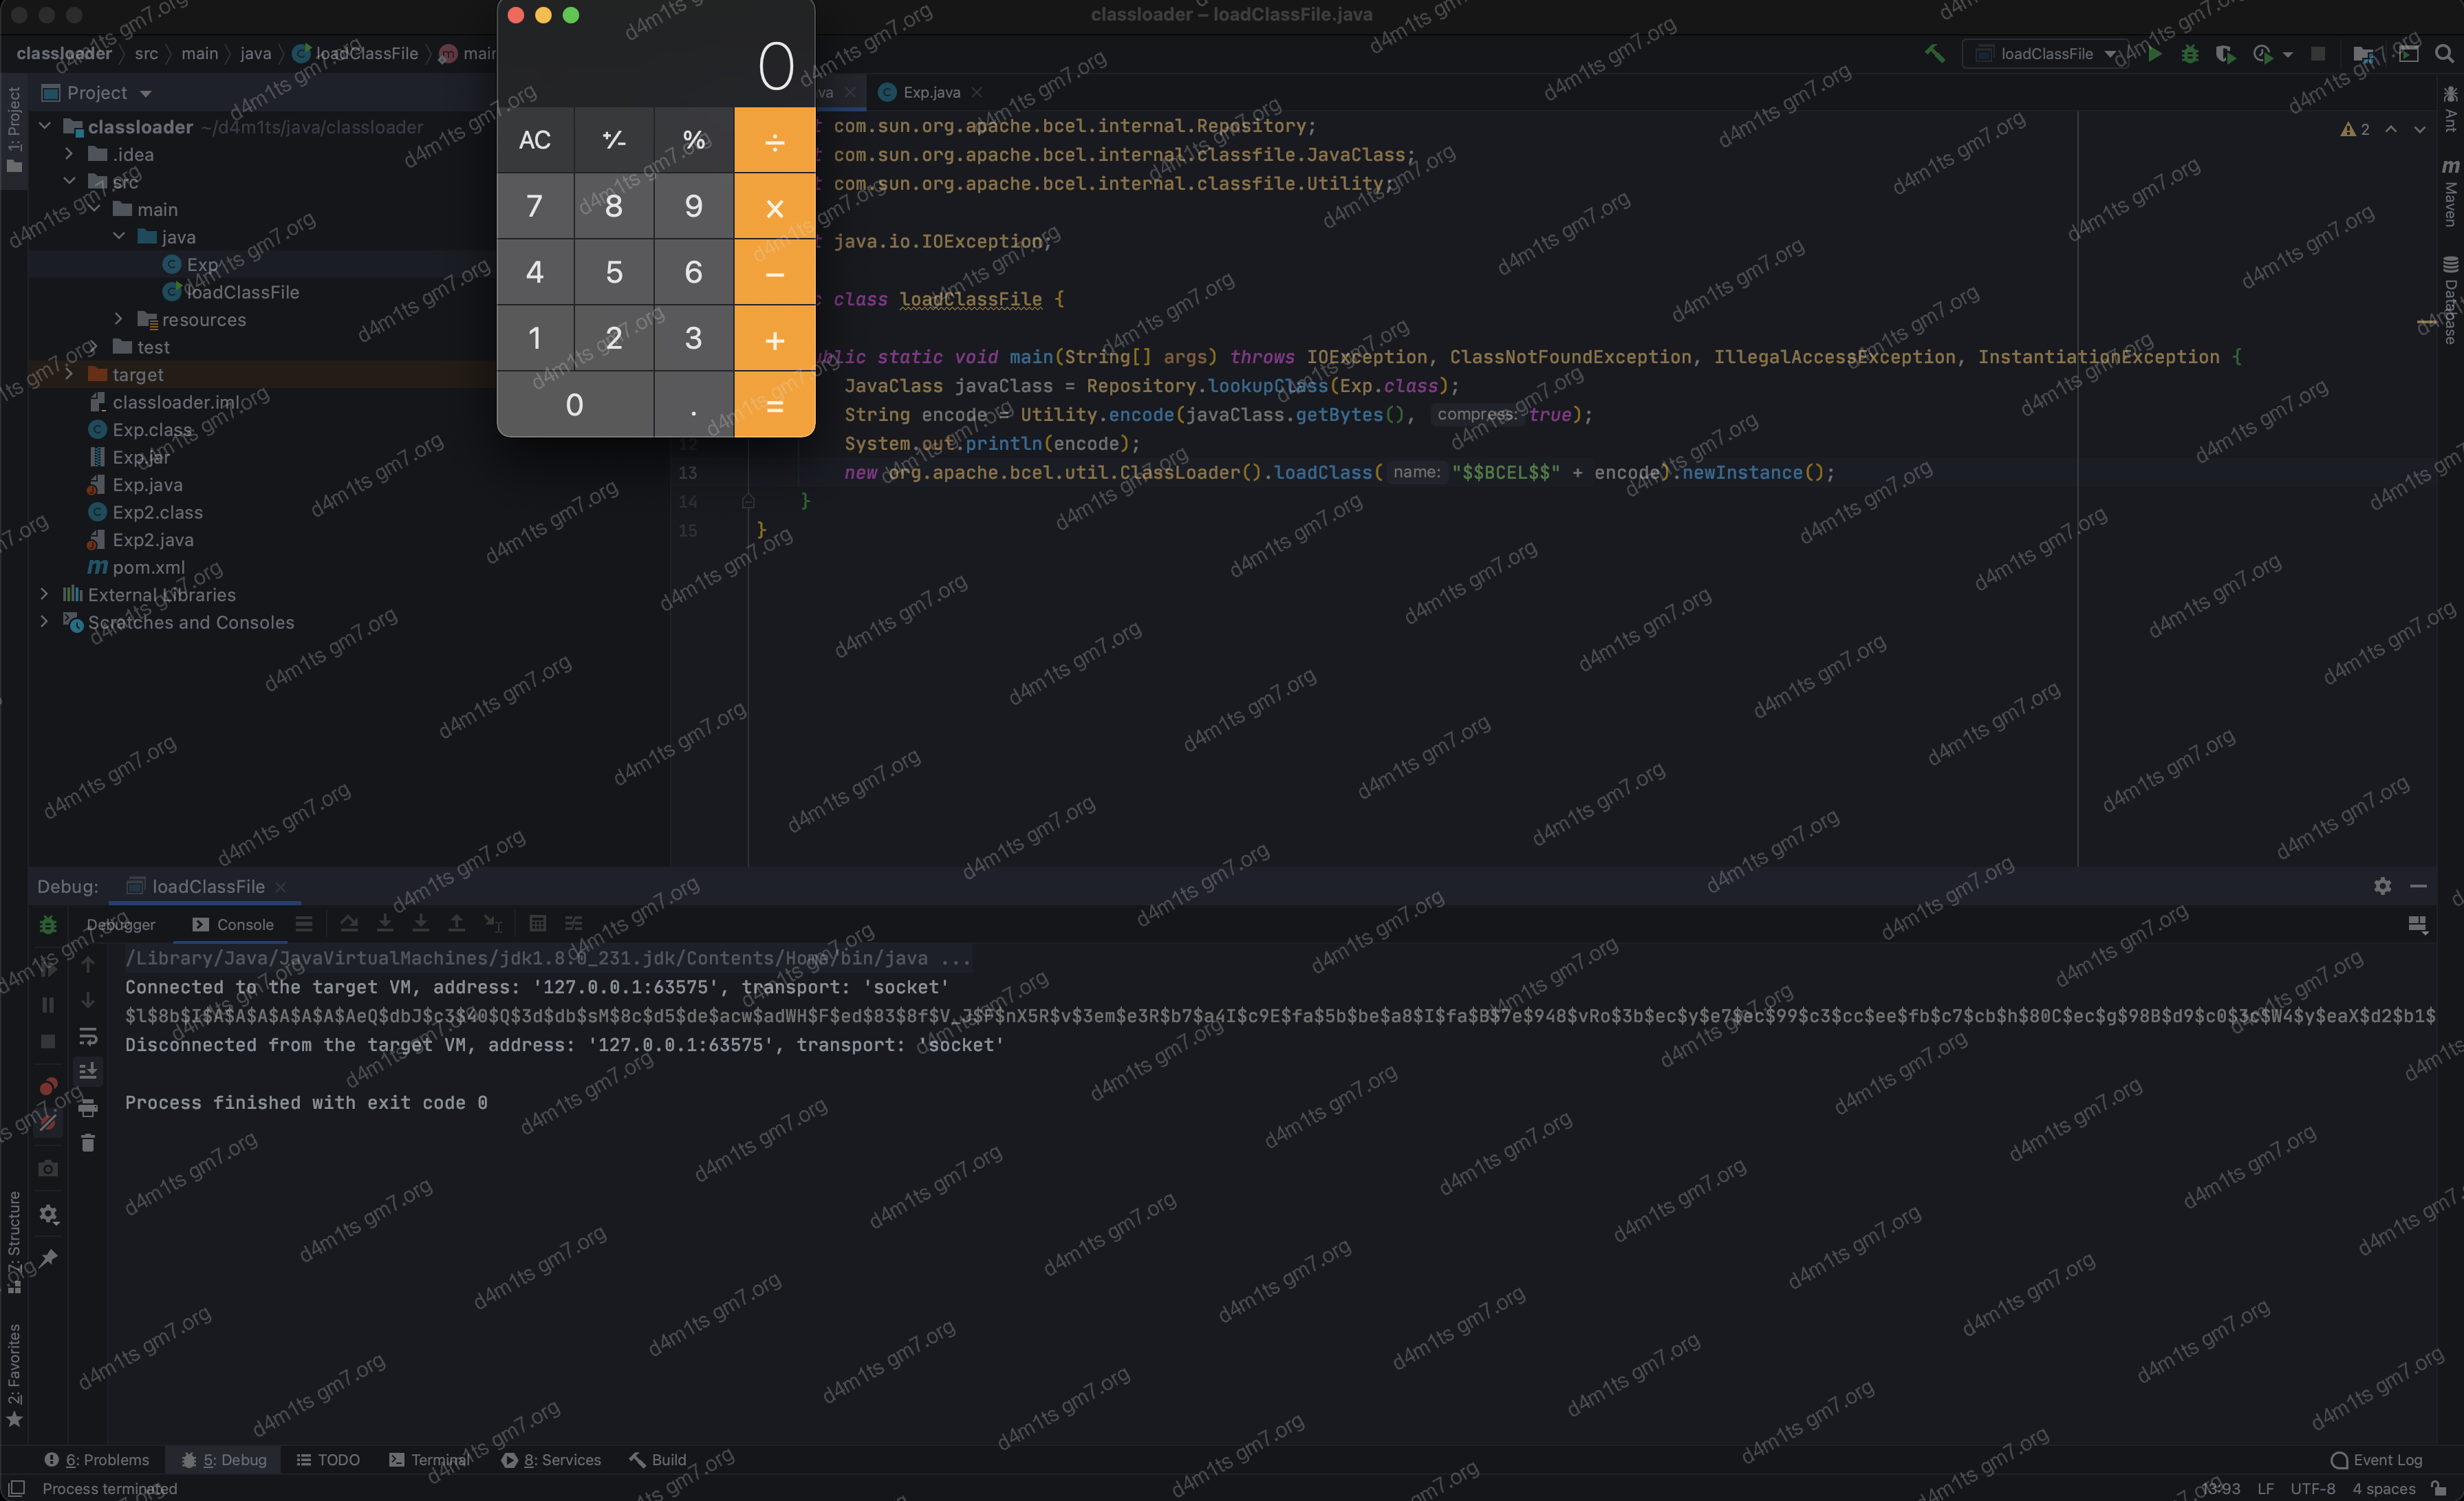 classloader – loadClassFile.java
classloader src main java loadClassFile main
loadClassFile
Project
Exp.java
1: Project
classloader ~/d4m1ts/java/classloader
.idea
src
main
java
Exp
loadClassFile
resources
test
target
classloader.iml
Exp.class
Exp.jar
Exp.java
Exp2.class
Exp2.java
pom.xml
External Libraries
Scratches and Consoles
0
AC +⁄- % ÷
7 8 9 ×
4 5 6 −
1 2 3 +
0 . =
com.sun.org.apache.bcel.internal.Repository;
com.sun.org.apache.bcel.internal.classfile.JavaClass;
com.sun.org.apache.bcel.internal.classfile.Utility;
java.io.IOException;
class loadClassFile {
static void main(String[] args) throws IOException, ClassNotFoundException, IllegalAccessException, InstantiationException {
JavaClass javaClass = Repository.lookupClass(Exp.class);
String encode = Utility.encode(javaClass.getBytes(), compress: true);
12 System.out.println(encode);
13 new org.apache.bcel.util.ClassLoader().loadClass( name: "$$BCEL$$" + encode).newInstance();
14 }
15 }
2
Ant
Maven
Database
Debug: loadClassFile
Debugger Console
/Library/Java/JavaVirtualMachines/jdk1.8.0_231.jdk/Contents/Home/bin/java ...
Connected to the target VM, address: '127.0.0.1:63575', transport: 'socket'
$l$8b$I$A$A$A$A$A$A$AeQ$dbJ$c3$40$Q$3d$db$sM$8c$d5$de$acw$adWH$F$ed$83$8f$V_J$F$nX5R$v$3em$e3R$b7$a4I$c9E$fa$5b$be$a8$I$fa$B$7e$948$vRo$3b$ec$y$e7$ec$99$c3$cc$ee$fb$c7$cb$h$80C$ec$g$98B$d9$c0$3c$W4$y$eaX$d2$b1$
Disconnected from the target VM, address: '127.0.0.1:63575', transport: 'socket'
Process finished with exit code 0
7: Structure
2: Favorites
6: Problems 5: Debug TODO Terminal 8: Services Build Event Log
Process terminated 13:93 LF UTF-8 4 spaces
d4m1ts gm7.org